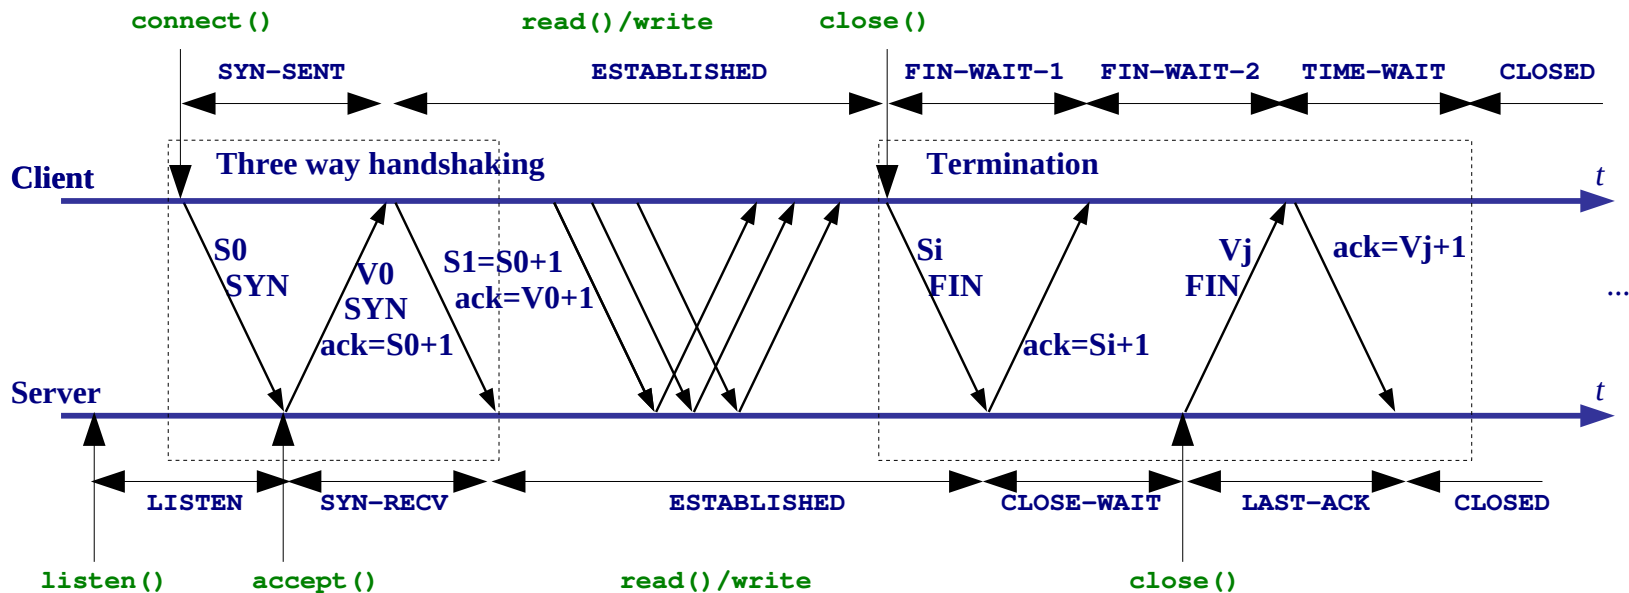 connect()
read()/write
close()
SYN-SENT
ESTABLISHED
FIN-WAIT-1
FIN-WAIT-2
TIME-WAIT
CLOSED
Three way handshaking
Termination
Client
t
S0
SYN
V0
SYN
ack=S0+1
S1=S0+1
ack=V0+1
Si
FIN
ack=Si+1
Vj
FIN
ack=Vj+1
...
Server
t
LISTEN
SYN-RECV
ESTABLISHED
CLOSE-WAIT
LAST-ACK
CLOSED
listen()
accept()
read()/write
close()